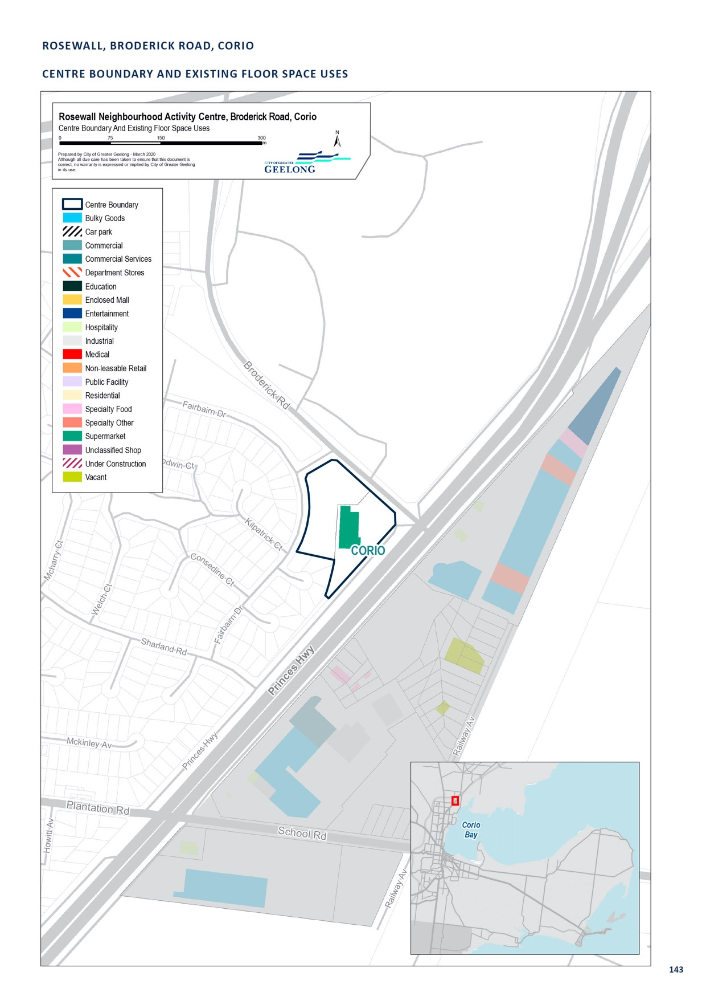 ROSEWALL, BRODERICK ROAD, CORIO
CENTRE BOUNDARY AND EXISTING FLOOR SPACE USES
Rosewall Neighbourhood Activity Centre, Broderick Road, Corio
Centre Boundary And Existing Floor Space Uses
0 75 150 300
m
N
Prepared by City of Greater Geelong - March 2020
Although all due care has been taken to ensure that this document is
correct, no warranty is expressed or implied by City of Greater Geelong
in its use.
CITY OF GREATER
GEELONG
Centre Boundary
Bulky Goods
Car park
Commercial
Commercial Services
Department Stores
Education
Enclosed Mall
Entertainment
Hospitality
Industrial
Medical
Non-leasable Retail
Public Facility
Residential
Specialty Food
Specialty Other
Supermarket
Unclassified Shop
Under Construction
Vacant
Broderick Rd
Fairbairn Dr
odwin Ct
Kilpatrick Ct
CORIO
Mcharry Ct
Consedine Ct
Welch Ct
Fairbairn Dr
Sharland Rd
Princes Hwy
Mckinley Av
Princes Hwy
Railway Av
Plantation Rd
Howitt Av
School Rd
Railway Av
Corio
Bay
143